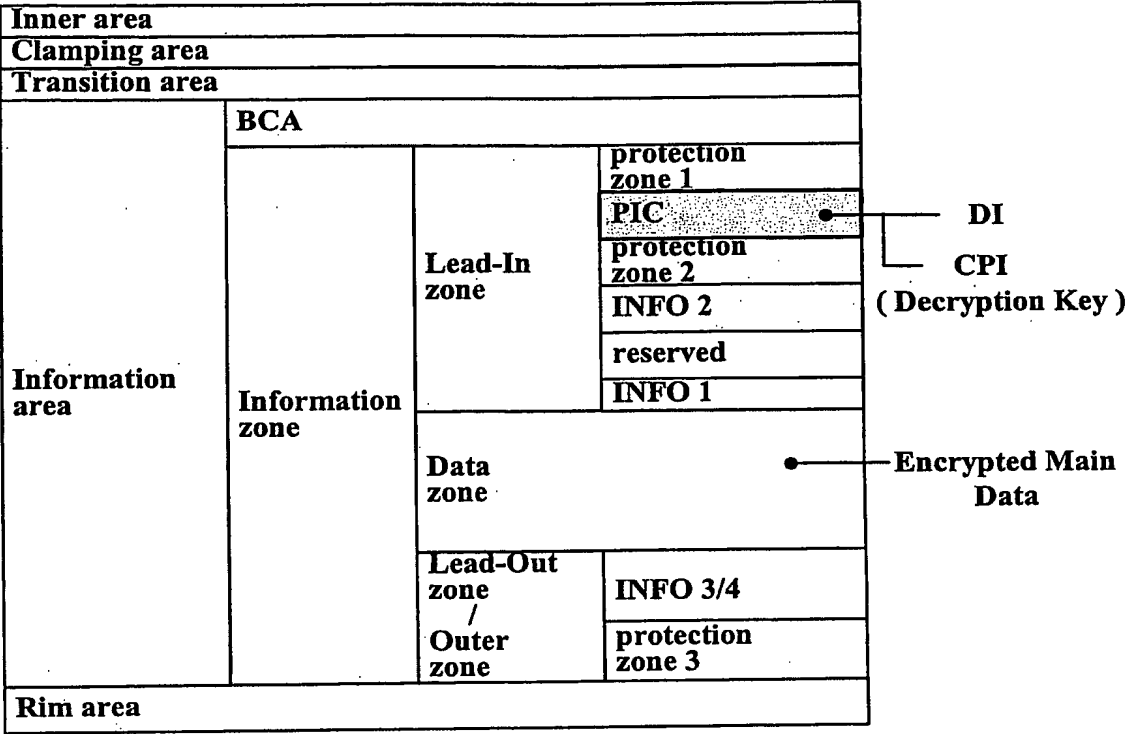 Inner area
Clamping area
Transition area
BCA
protection
zone 1
PIC
DI
protection
zone 2
Lead-In
zone
CPI
( Decryption Key )
INFO 2
reserved
INFO 1
Information
area
Information
zone
Data
zone
Encrypted Main
Data
Lead-Out
zone
/
Outer
zone
INFO 3/4
protection
zone 3
Rim area